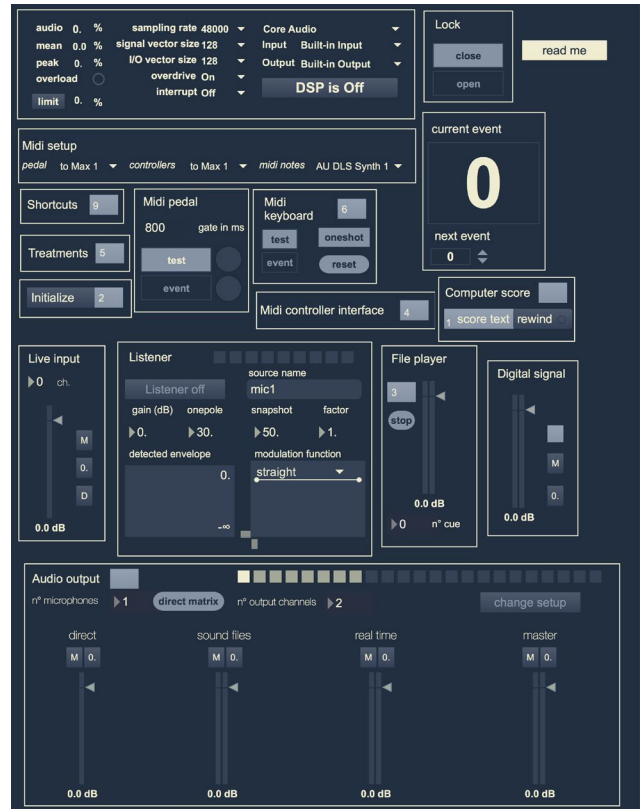 audio 0. % sampling rate 48000 Core Audio
mean 0.0 % signal vector size 128 Input Built-in Input
peak 0. % I/O vector size 128 Output Built-in Output
overload overdrive On DSP is Off
limit 0. % interrupt Off
Lock
close
open
read me
Midi setup
pedal to Max 1 controllers to Max 1 midi notes AU DLS Synth 1
current event
0
next event
0
Shortcuts 9
Treatments 5
Initialize 2
Midi pedal
800 gate in ms
test
event
Midi
keyboard 6
test oneshot
event reset
Midi controller interface 4
Computer score
1 score text rewind
Live input
0 ch.
M
0.
D
0.0 dB
Listener
source name
Listener off mic1
gain (dB) onepole snapshot factor
0. 30. 50. 1.
detected envelope modulation function
0. straight
-∞
File player
3
stop
0.0 dB
0 n° cue
Digital signal
M
0.
0.0 dB
Audio output
n° microphones 1 direct matrix n° output channels 2 change setup
direct sound files real time master
M 0. M 0. M 0. M 0.
0.0 dB 0.0 dB 0.0 dB 0.0 dB